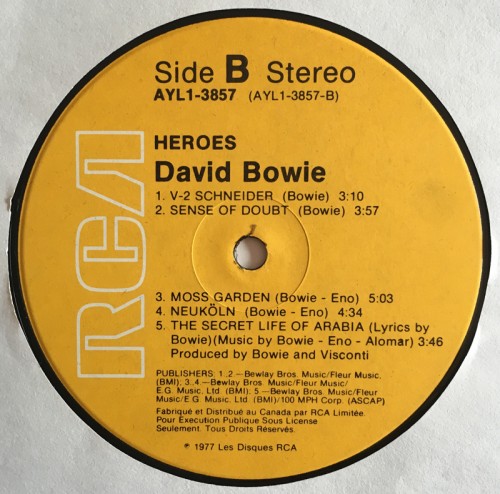 Side B Stereo
AYL1-3857 (AYL1-3857-B)
RCA
HEROES
David Bowie
1. V-2 SCHNEIDER (Bowie) 3:10
2. SENSE OF DOUBT (Bowie) 3:57
3. MOSS GARDEN (Bowie - Eno) 5:03
4. NEUKÖLN (Bowie - Eno) 4:34
5. THE SECRET LIFE OF ARABIA (Lyrics by
Bowie)(Music by Bowie - Eno - Alomar) 3:46
Produced by Bowie and Visconti
PUBLISHERS: 1..2.—Bewlay Bros. Music/Fleur Music,
(BMI); 3..4.—Bewlay Bros. Music/Fleur Music/
E.G. Music. Ltd (BMI); 5.—Bewlay Bros. Music/Fleur
Music/E.G. Music. Ltd (BMI)/100 MPH Corp. (ASCAP)
Fabriqué et Distribué au Canada par RCA Limitée.
Pour Execution Publique Sous License
Seulement. Tous Droits Réservés.
℗ 1977 Les Disques RCA